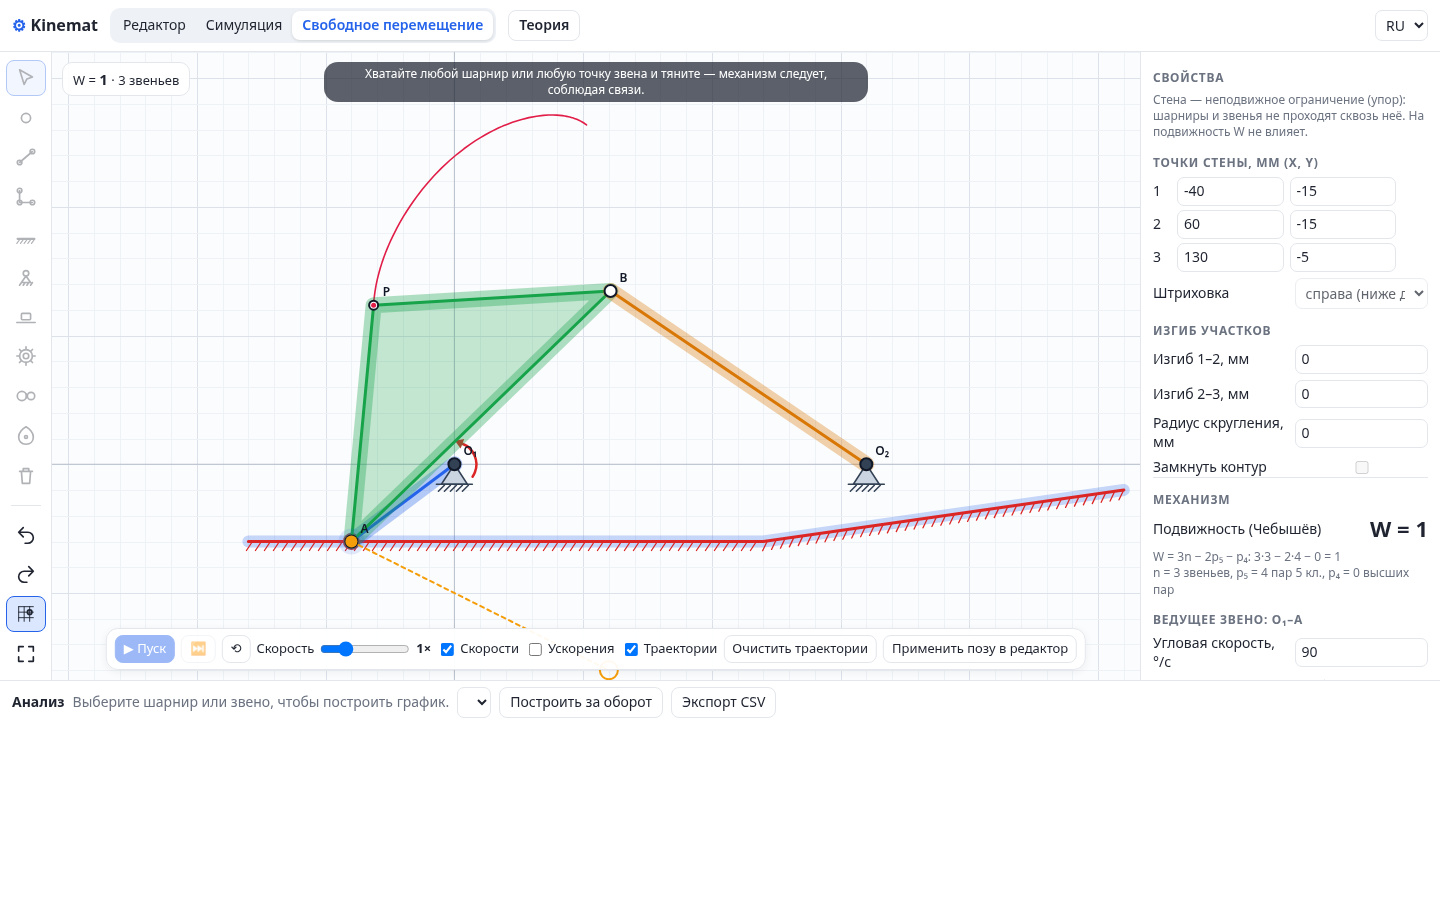 ⚙ Kinemat
Редактор
Симуляция
Свободное перемещение
Теория
RU
W = 1 · 3 звеньев
Хватайте любой шарнир или любую точку звена и тяните — механизм следует,
соблюдая связи.
P
B
O₁
O₂
A
▶ Пуск
Скорость
1×
Скорости
Ускорения
Траектории
Очистить траектории
Применить позу в редактор
СВОЙСТВА
Стена — неподвижное ограничение (упор):
шарниры и звенья не проходят сквозь неё. На
подвижность W не влияет.
ТОЧКИ СТЕНЫ, ММ (X, Y)
1 -40 -15
2 60 -15
3 130 -5
Штриховка справа (ниже д
ИЗГИБ УЧАСТКОВ
Изгиб 1–2, мм 0
Изгиб 2–3, мм 0
Радиус скругления,
мм 0
Замкнуть контур
МЕХАНИЗМ
Подвижность (Чебышёв) W = 1
W = 3n − 2p₅ − p₄: 3·3 − 2·4 − 0 = 1
n = 3 звеньев, p₅ = 4 пар 5 кл., p₄ = 0 высших
пар
ВЕДУЩЕЕ ЗВЕНО: O₁–A
Угловая скорость,
°/с 90
Анализ
Выберите шарнир или звено, чтобы построить график.
Построить за оборот
Экспорт CSV